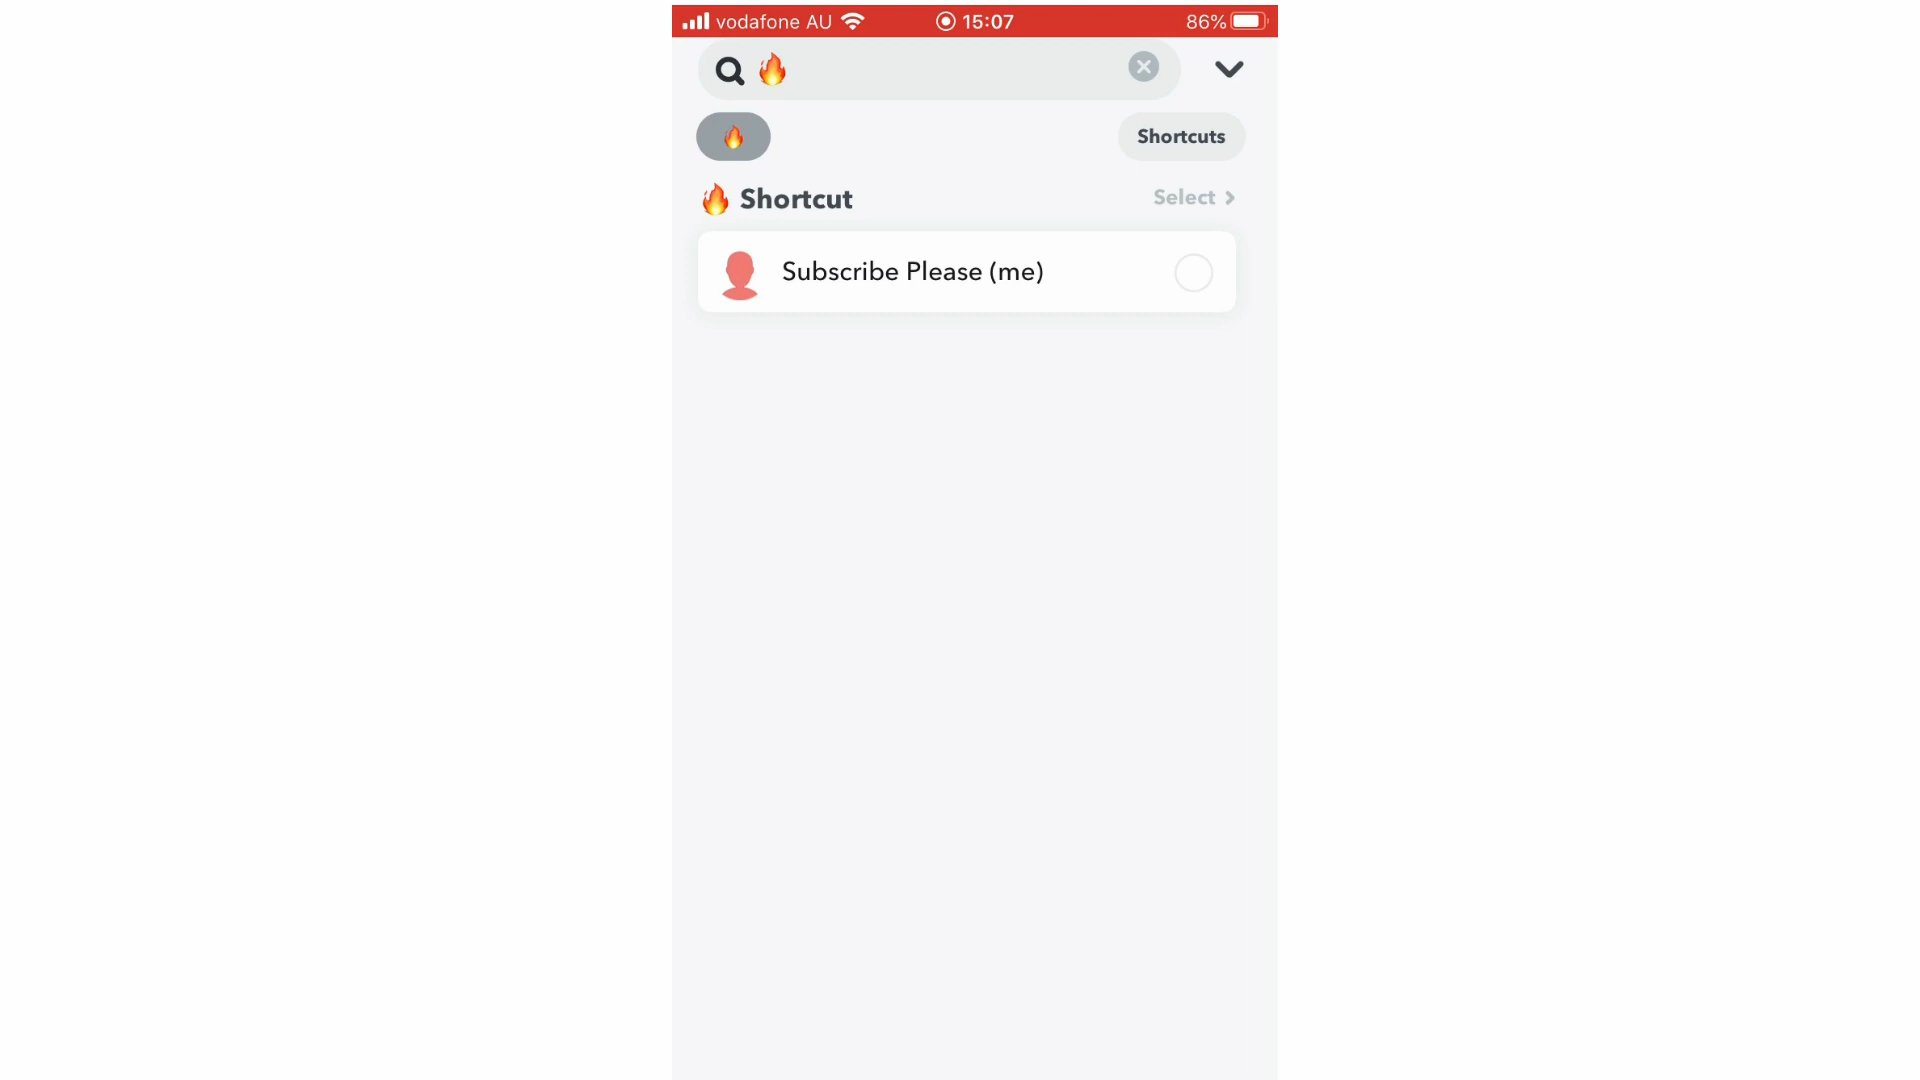 vodafone AU 15:07 86%
🔥
🔥 Shortcuts
🔥 Shortcut Select >
Subscribe Please (me)